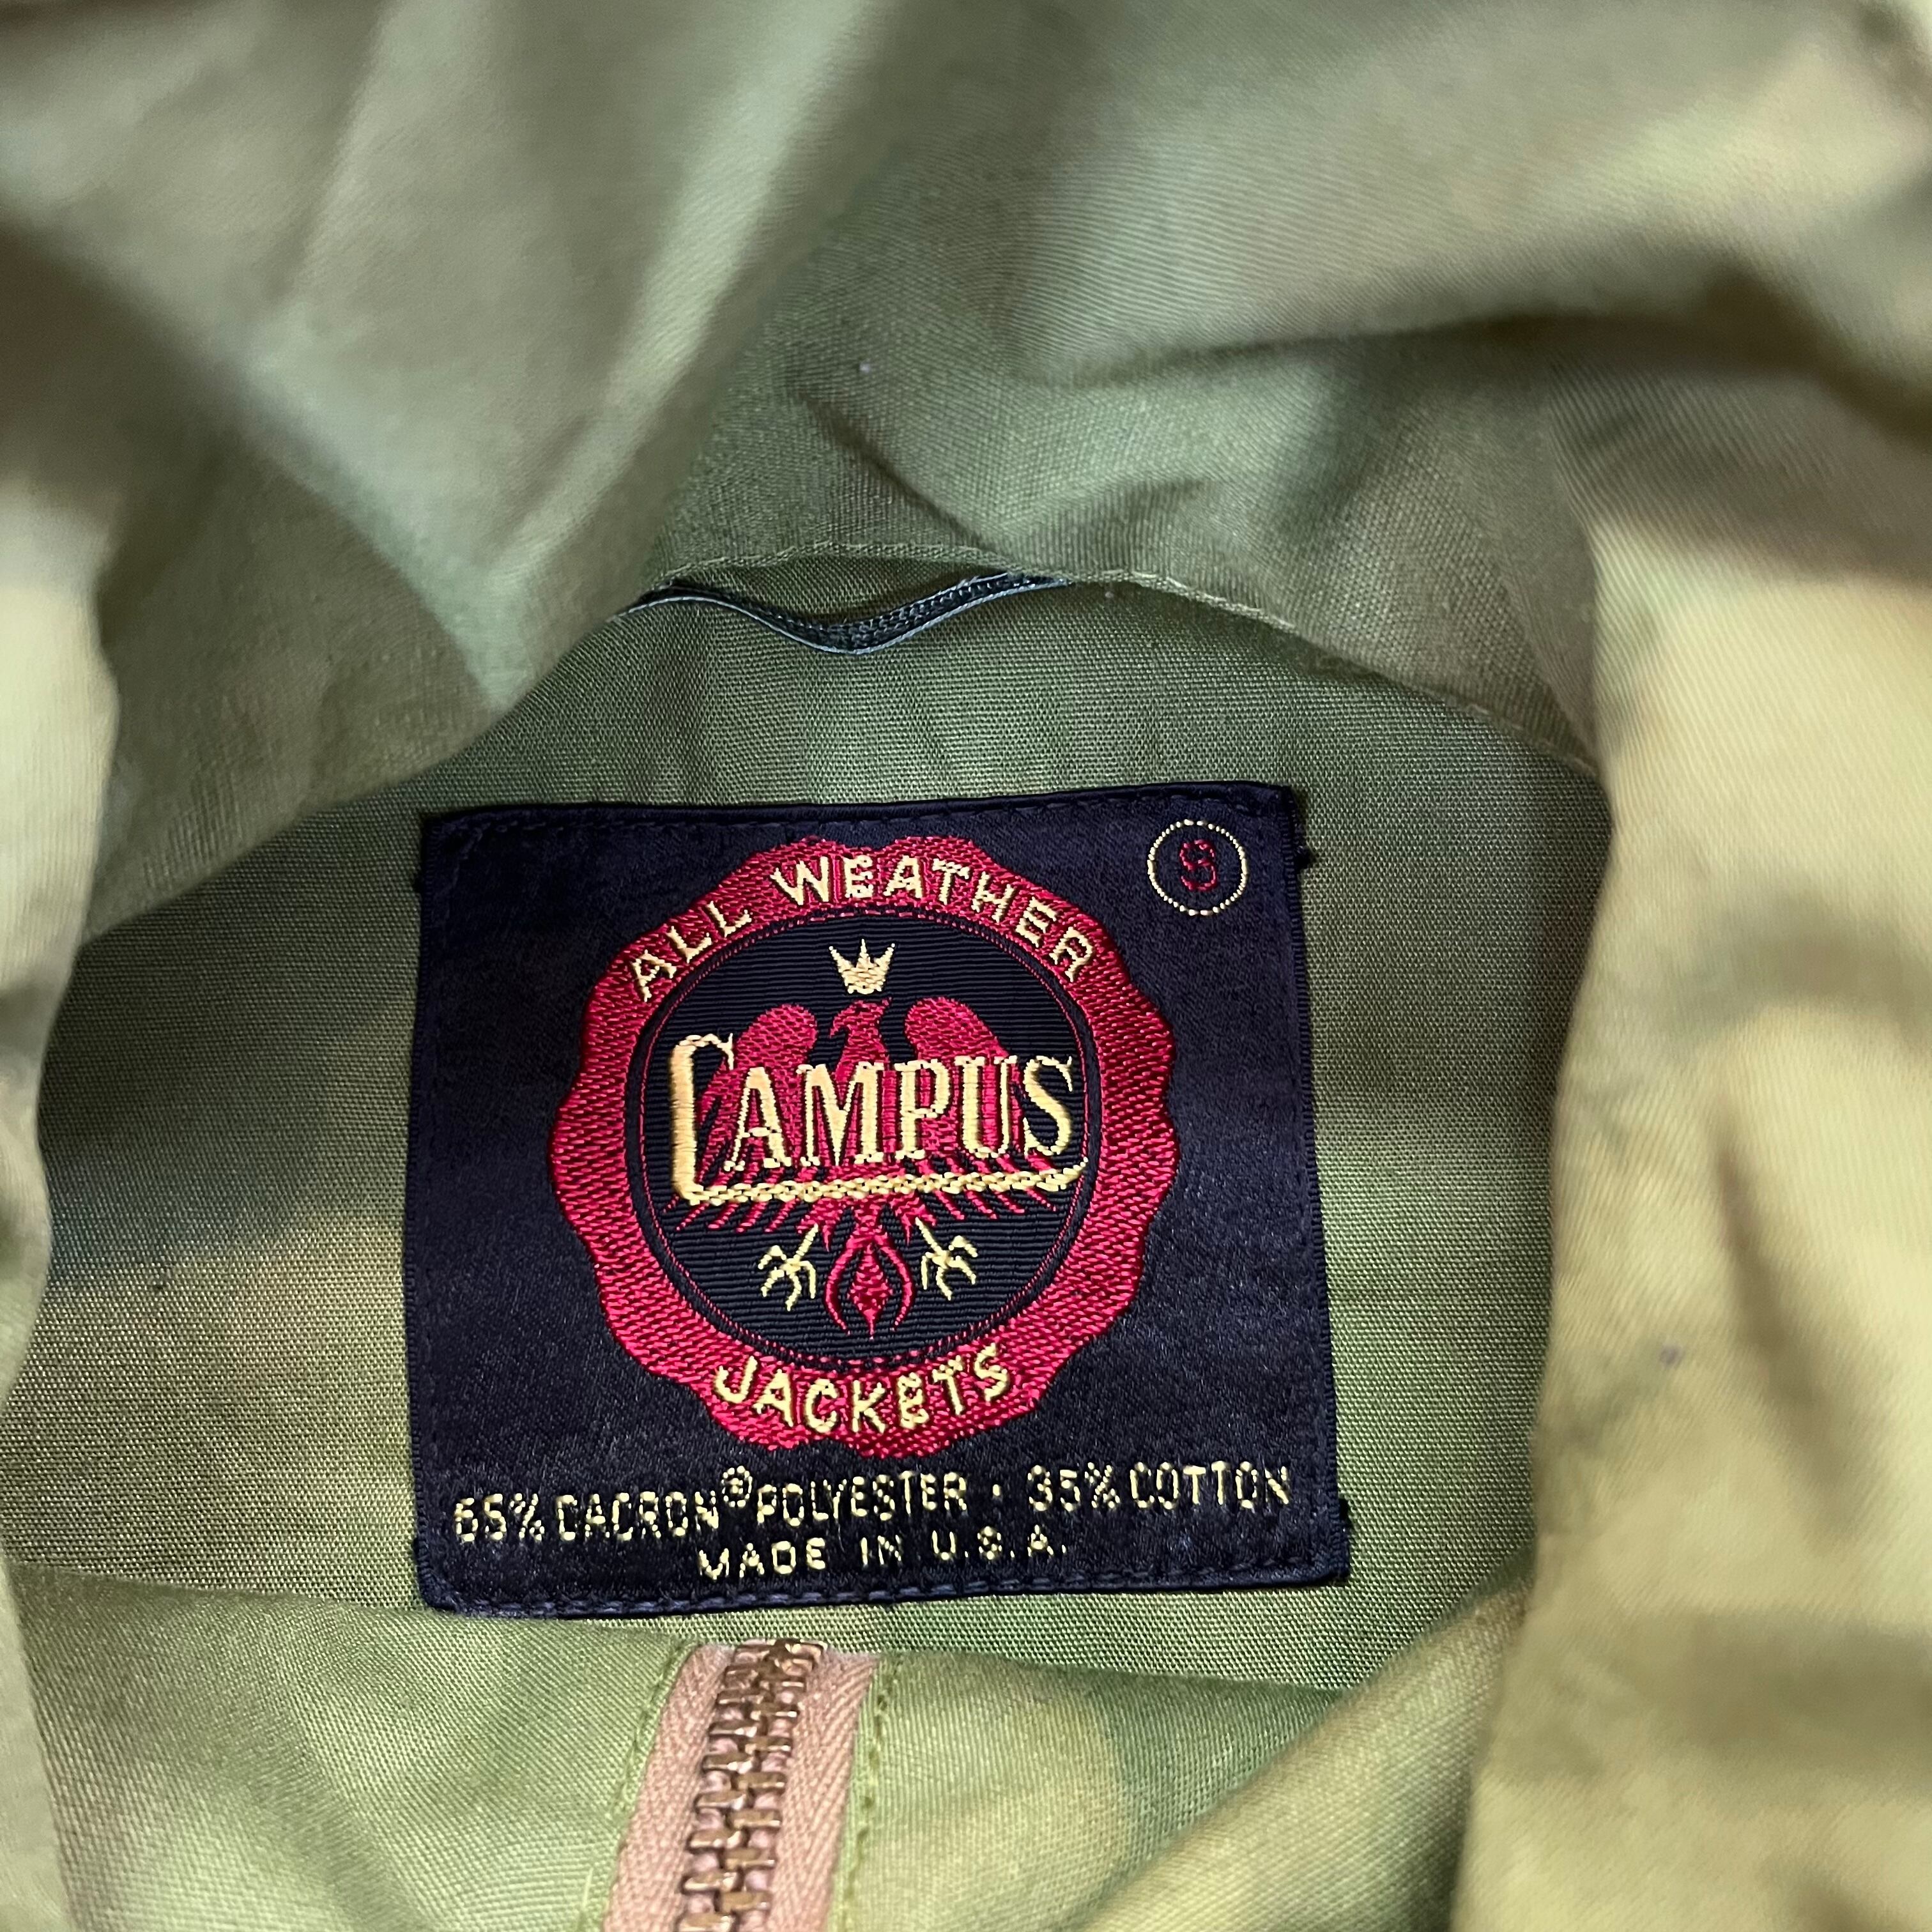 S
ALL WEATHER
CAMPUS
JACKETS
65% DACRON® POLYESTER · 35% COTTON
MADE IN U.S.A.